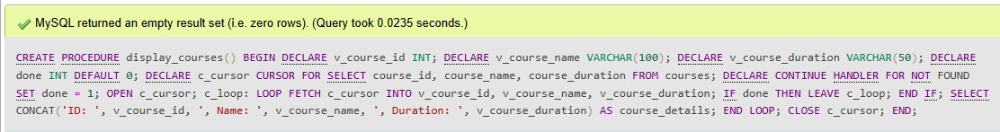 MySQL returned an empty result set (i.e. zero rows). (Query took 0.0235 seconds.)
CREATE PROCEDURE display_courses() BEGIN DECLARE v_course_id INT; DECLARE v_course_name VARCHAR(100); DECLARE v_course_duration VARCHAR(50); DECLARE
done INT DEFAULT 0; DECLARE c_cursor CURSOR FOR SELECT course_id, course_name, course_duration FROM courses; DECLARE CONTINUE HANDLER FOR NOT FOUND
SET done = 1; OPEN c_cursor; c_loop: LOOP FETCH c_cursor INTO v_course_id, v_course_name, v_course_duration; IF done THEN LEAVE c_loop; END IF; SELECT
CONCAT('ID: ', v_course_id, ', Name: ', v_course_name, ', Duration: ', v_course_duration) AS course_details; END LOOP; CLOSE c_cursor; END;